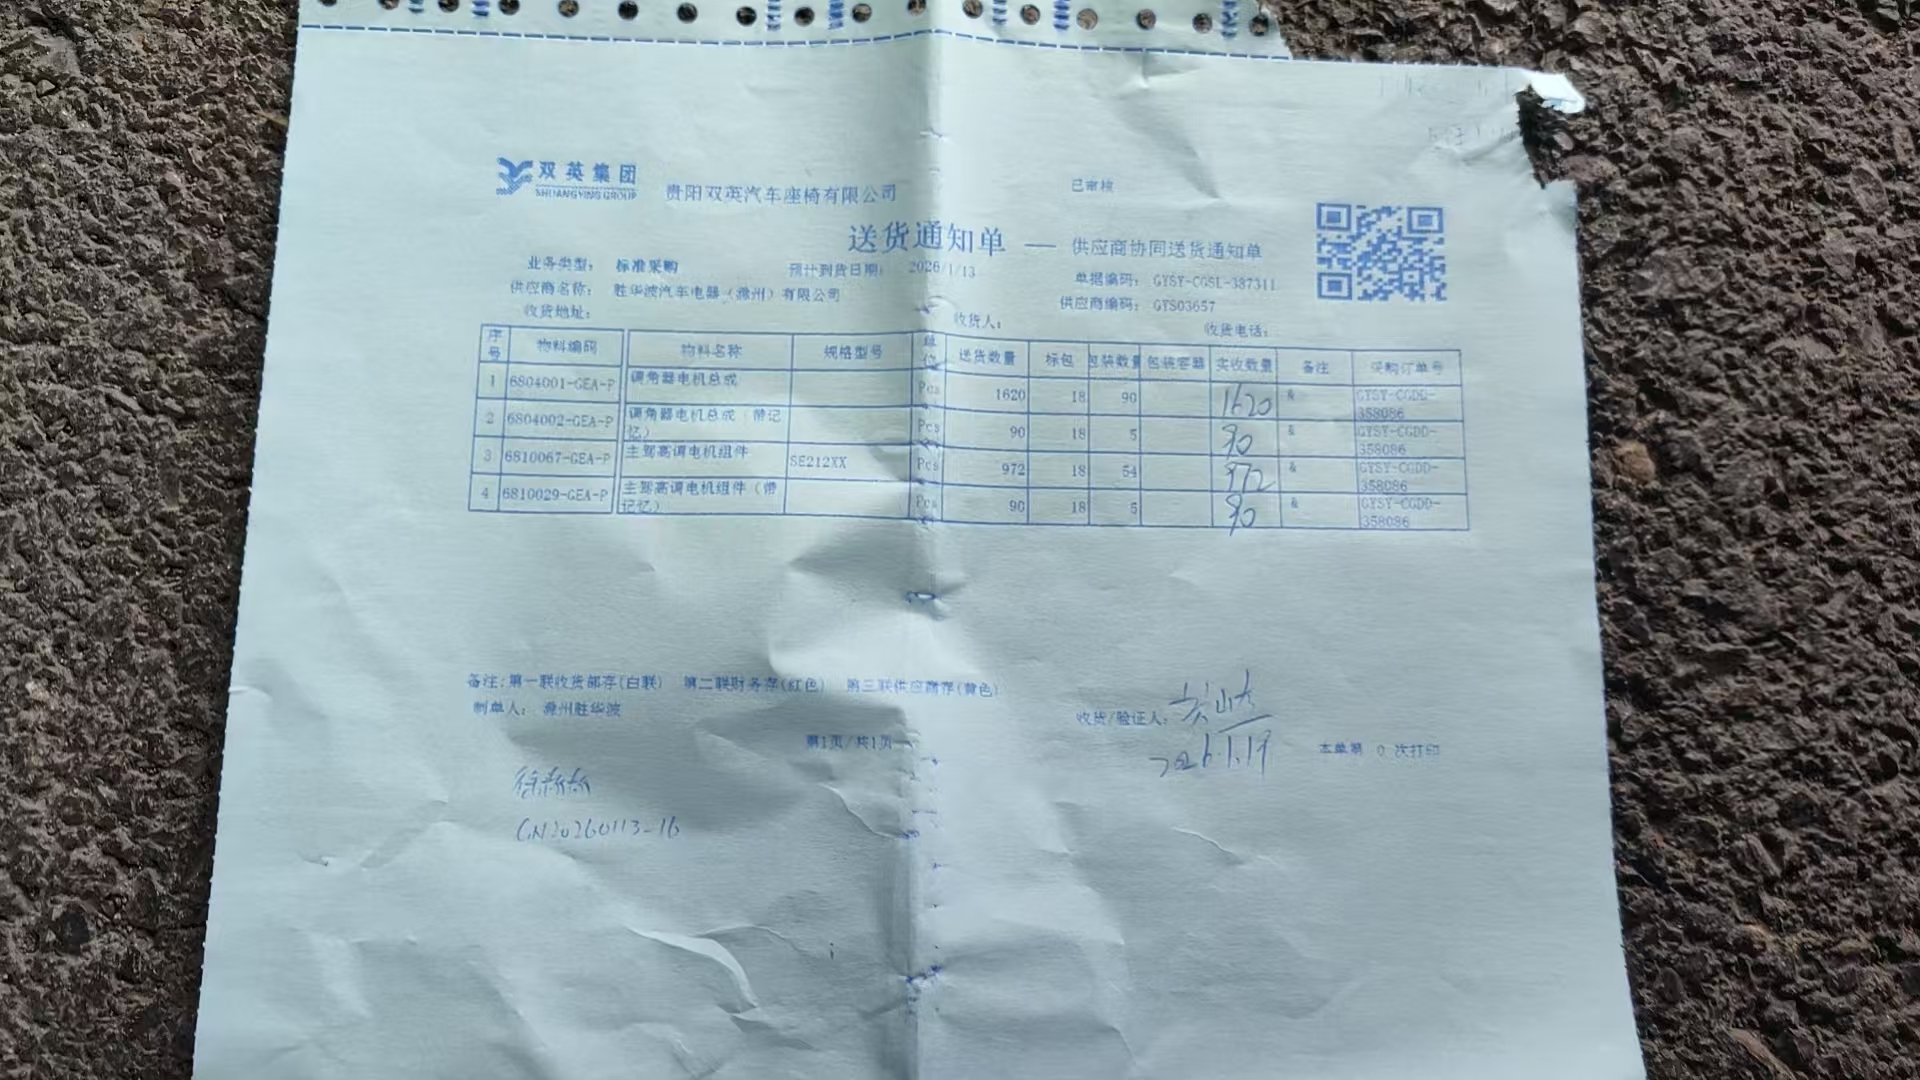 双英集团
SHUANGYING GROUP
贵阳双英汽车座椅有限公司
已审核
送货通知单 — 供应商协同送货通知单
业务类型： 标准采购 预计到货日期： 2026/1/13 单据编码： GYSY-CGSL-387311
供应商名称： 胜华波汽车电器（滁州）有限公司 供应商编码： GYS03657
收货地址： 收货人： 收货电话：
序号 物料编码 物料名称 规格型号 单位 送货数量 标包 包装数量 包装容器 实收数量 备注 采购订单号
1 6804001-GEA-P 调角器电机总成 Pcs 1620 18 90 1620 & GYSY-CGDD-358086
2 6804002-GEA-P 调角器电机总成（带记忆） Pcs 90 18 5 90 & GYSY-CGDD-358086
3 6810067-GEA-P 主驾高调电机组件 SE212XX Pcs 972 18 54 972 & GYSY-CGDD-358086
4 6810029-GEA-P 主驾高调电机组件（带记忆） Pcs 90 18 5 90 & GYSY-CGDD-358086
备注：第一联收货部存(白联) 第二联财务存(红色) 第三联供应商存(黄色)
制单人： 滁州胜华波 收货/验证人：
第1页/共1页 2026.1.19 本单第 0 次打印
CN20260113-16